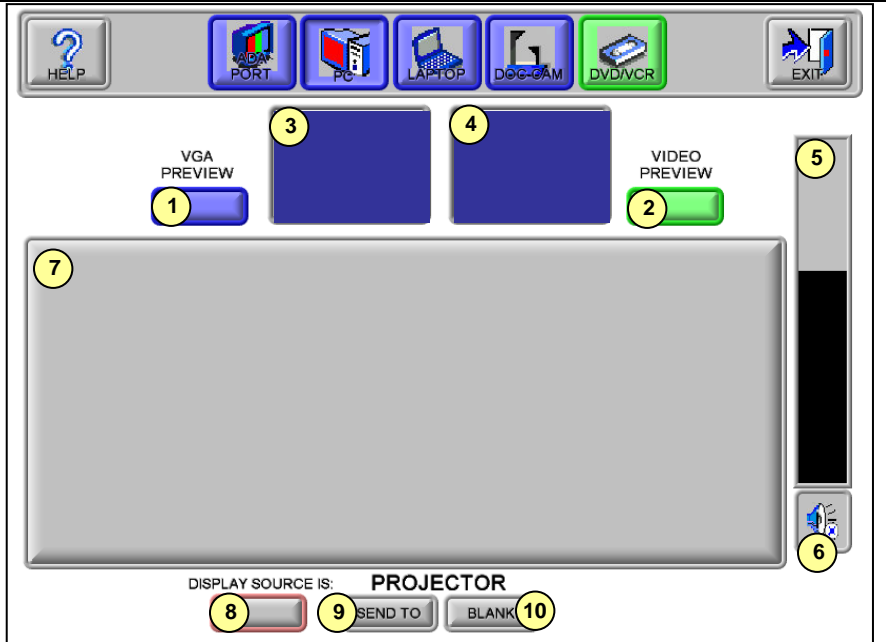 HELP
ADA
PORT
PC
LAPTOP
DOC-CAM
DVD/VCR
EXIT
3
4
5
VGA
PREVIEW
VIDEO
PREVIEW
1
2
7
6
DISPLAY SOURCE IS:
PROJECTOR
8
9
SEND TO
BLANK
10